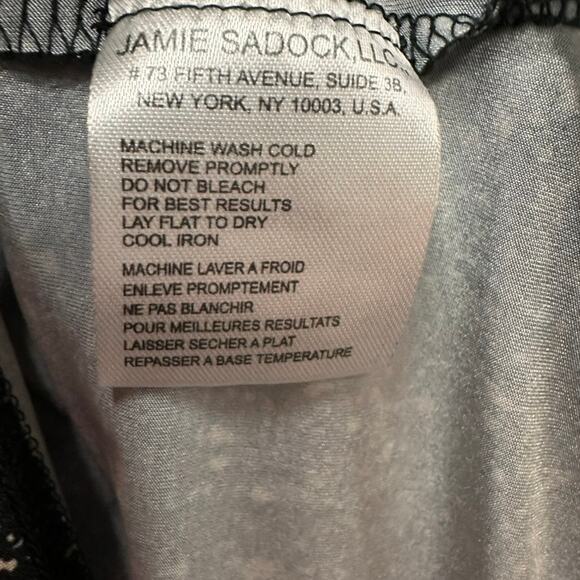 JAMIE SADOCK, LLC.
# 73 FIFTH AVENUE, SUIDE 3B,
NEW YORK, NY 10003, U.S.A.
MACHINE WASH COLD
REMOVE PROMPTLY
DO NOT BLEACH
FOR BEST RESULTS
LAY FLAT TO DRY
COOL IRON
MACHINE LAVER A FROID
ENLEVE PROMPTEMENT
NE PAS BLANCHIR
POUR MEILLEURES RESULTATS
LAISSER SECHER A PLAT
REPASSER A BASE TEMPERATURE